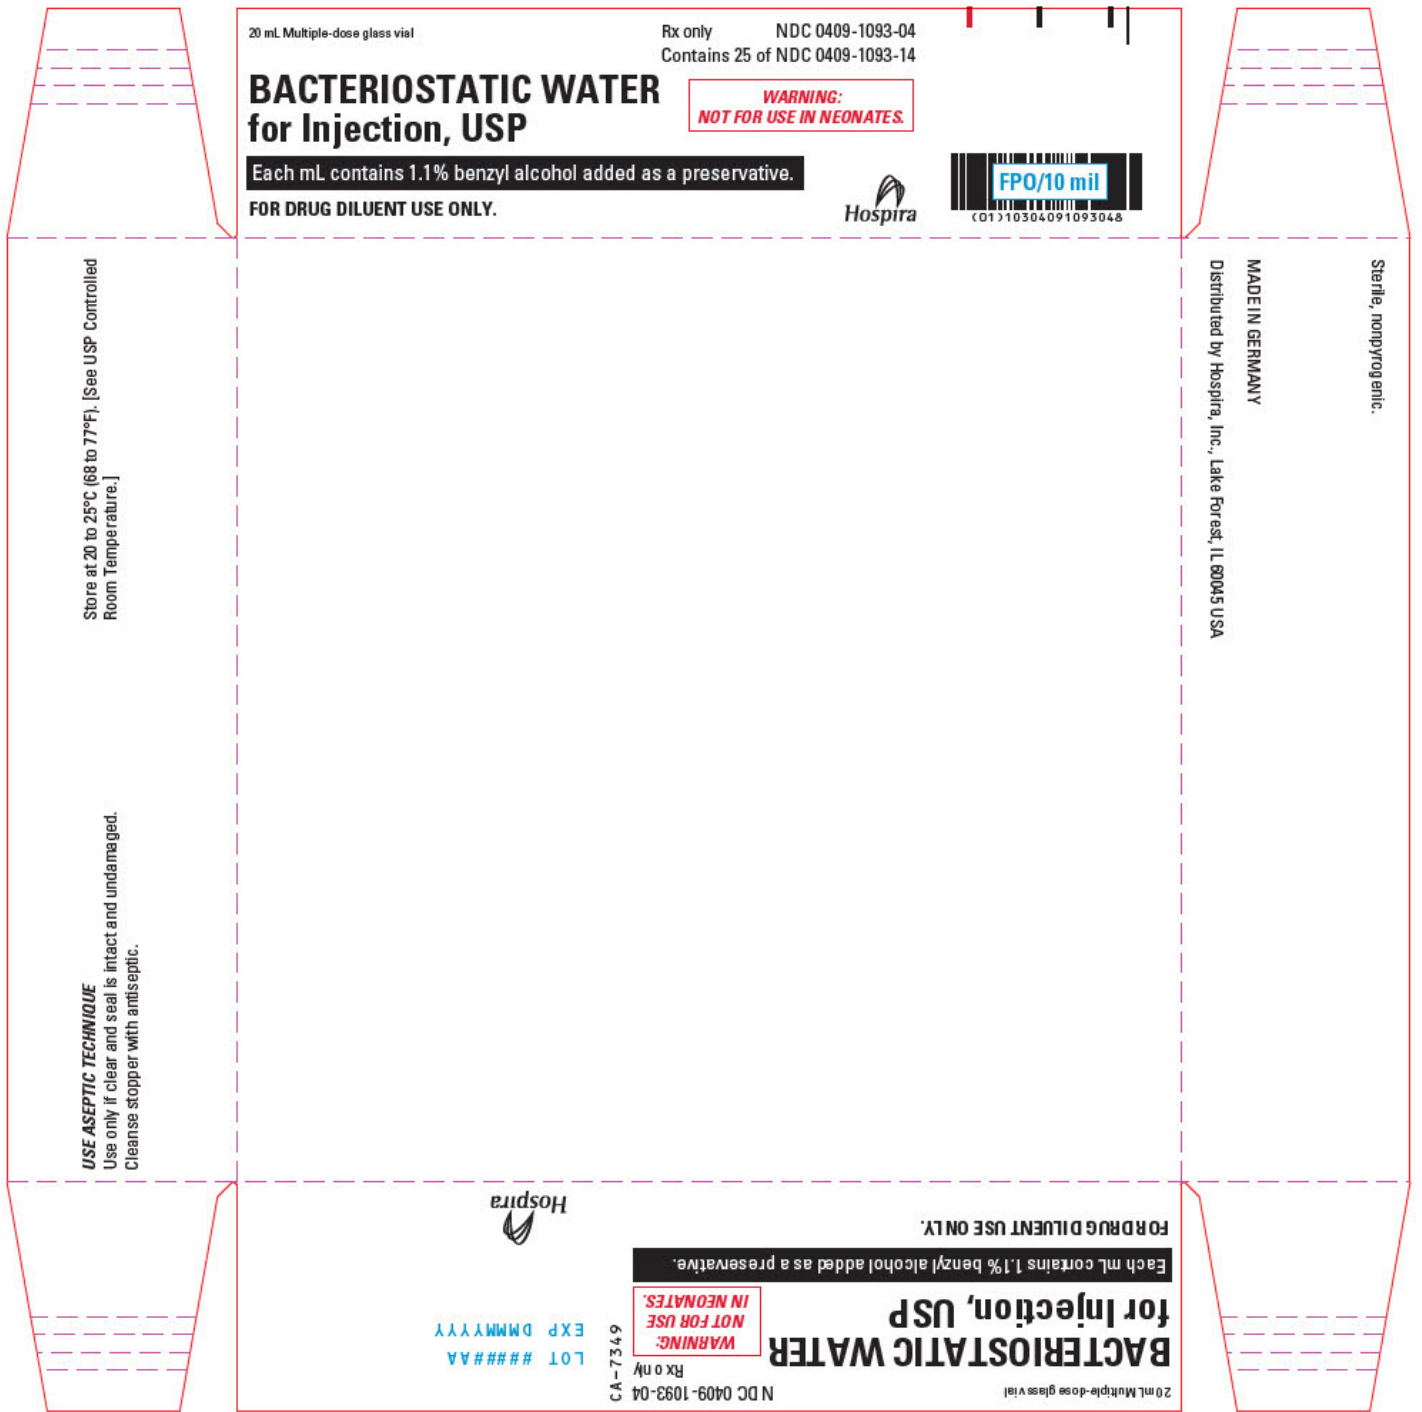 20 mL Multiple-dose glass vial
Rx only NDC 0409-1093-04
Contains 25 of NDC 0409-1093-14
BACTERIOSTATIC WATER
for Injection, USP
WARNING:
NOT FOR USE IN NEONATES.
Each mL contains 1.1% benzyl alcohol added as a preservative.
FOR DRUG DILUENT USE ONLY.
Hospira
FPO/10 mil
(01)10304091093048
Store at 20 to 25°C (68 to 77°F). [See USP Controlled
Room Temperature.]
USE ASEPTIC TECHNIQUE
Use only if clear and seal is intact and undamaged.
Cleanse stopper with antiseptic.
Sterile, nonpyrogenic.
MADE IN GERMANY
Distributed by Hospira, Inc., Lake Forest, IL 60045 USA
20 mL Multiple-dose glass vial
NDC 0409-1093-04
Rx only
BACTERIOSTATIC WATER
for Injection, USP
WARNING:
NOT FOR USE
IN NEONATES.
Each mL contains 1.1% benzyl alcohol added as a preservative.
FOR DRUG DILUENT USE ONLY.
Hospira
CA-7349
LOT #####AA
EXP DMMMYYYY